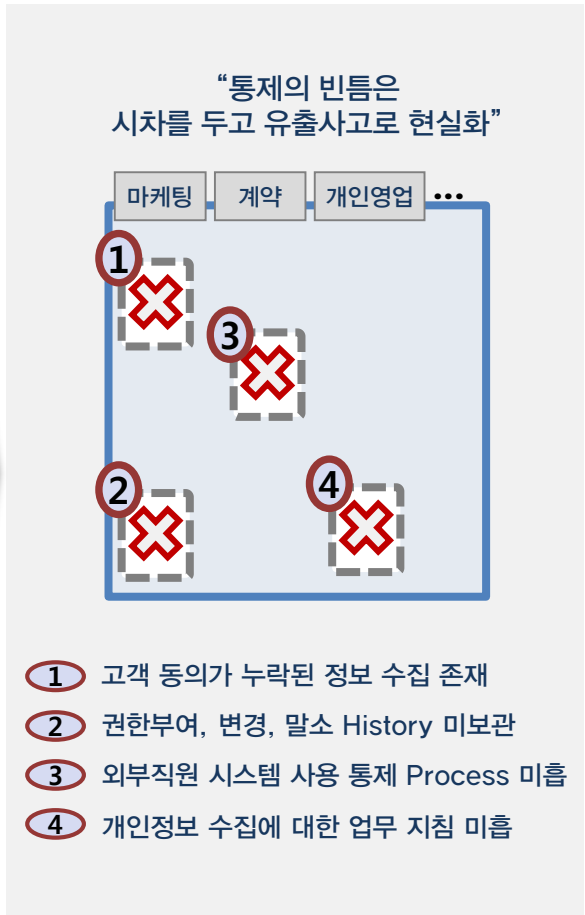 “통제의 빈틈은
시차를 두고 유출사고로 현실화”
마케팅 계약 개인영업 ...
1
3
2
4
1 고객 동의가 누락된 정보 수집 존재
2 권한부여, 변경, 말소 History 미보관
3 외부직원 시스템 사용 통제 Process 미흡
4 개인정보 수집에 대한 업무 지침 미흡